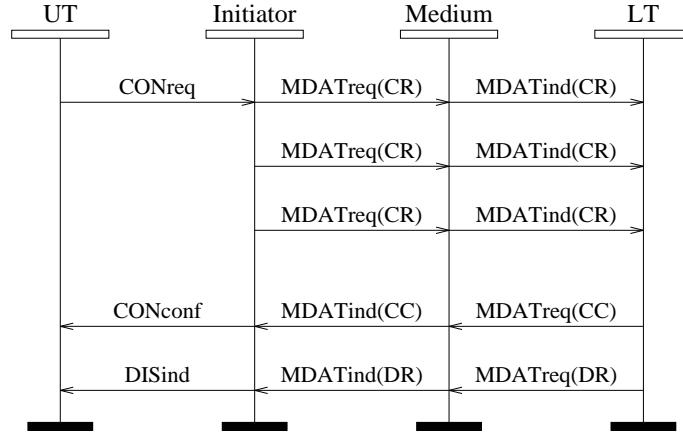 UT Initiator Medium LT
CONreq MDATreq(CR) MDATind(CR)
MDATreq(CR) MDATind(CR)
MDATreq(CR) MDATind(CR)
CONconf MDATind(CC) MDATreq(CC)
DISind MDATind(DR) MDATreq(DR)